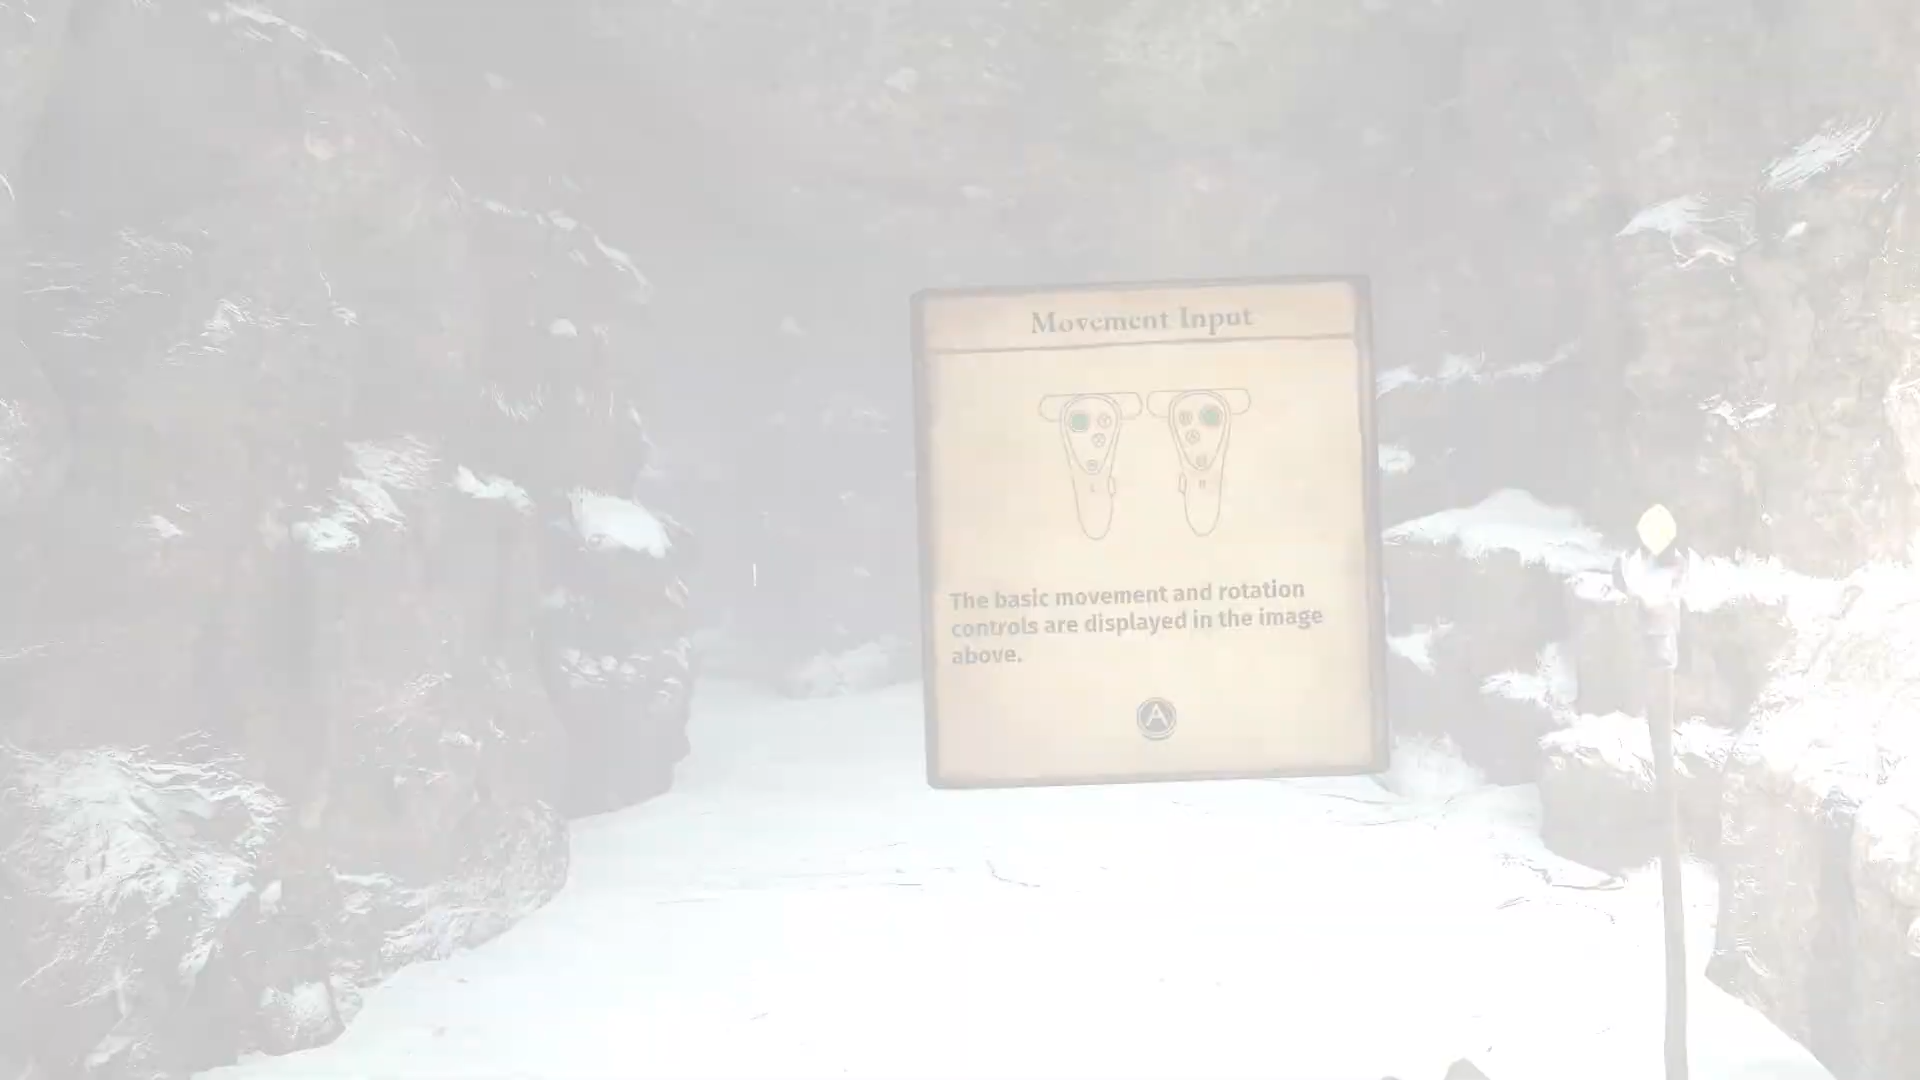 Movement Input
The basic movement and rotation
controls are displayed in the image
above.
A